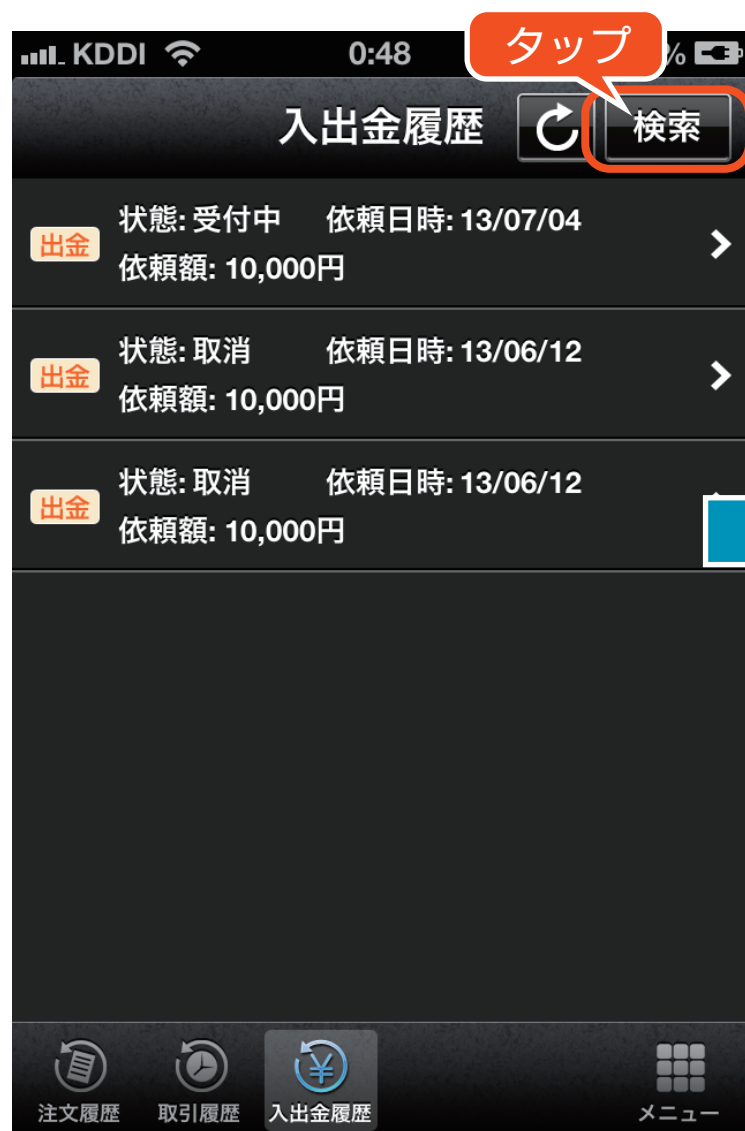 タップ
KDDI 0:48 %
入出金履歴 検索
出金
状態: 受付中 依頼日時: 13/07/04
依頼額: 10,000円
出金
状態: 取消 依頼日時: 13/06/12
依頼額: 10,000円
出金
状態: 取消 依頼日時: 13/06/12
依頼額: 10,000円
¥
注文履歴 取引履歴 入出金履歴 メニュー